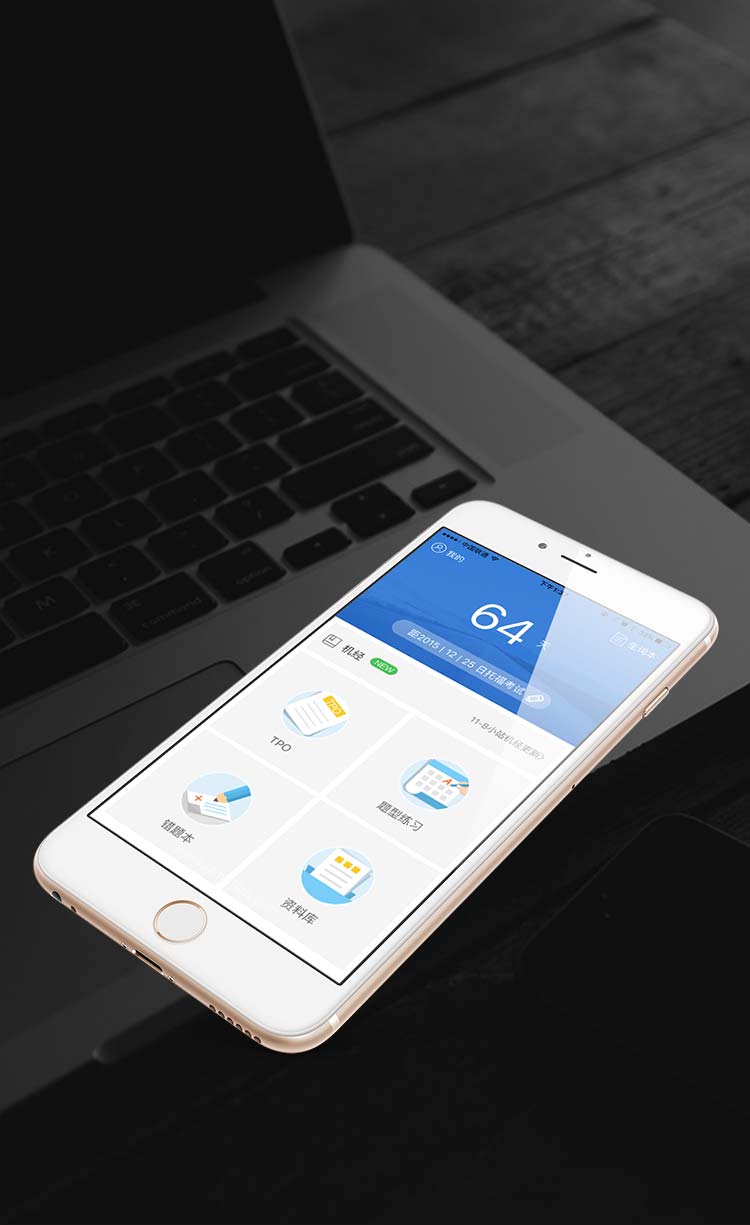 中国联通
下午1:2
58%
我的
生词本
64 天
距2015 | 12 | 25 日托福考试
机经 NEW
11-8小站机经更新
TPO
TPO
题型练习
错题本
资料库
command
option